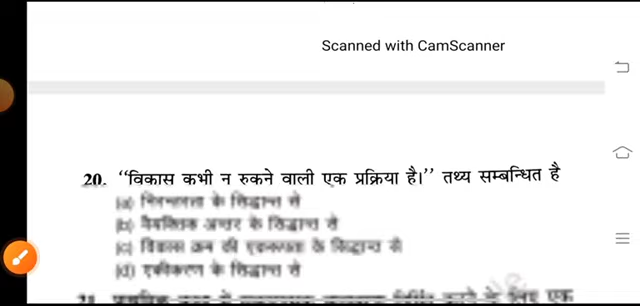 Scanned with CamScanner
20. “विकास कभी न रुकने वाली एक प्रक्रिया है।” तथ्य सम्बन्धित है
(a) निरन्तरता के सिद्धान्त से
(b) वैयक्तिक अन्तर के सिद्धान्त से
(c) विकास क्रम की एकरूपता के सिद्धान्त से
(d) एकीकरण के सिद्धान्त से